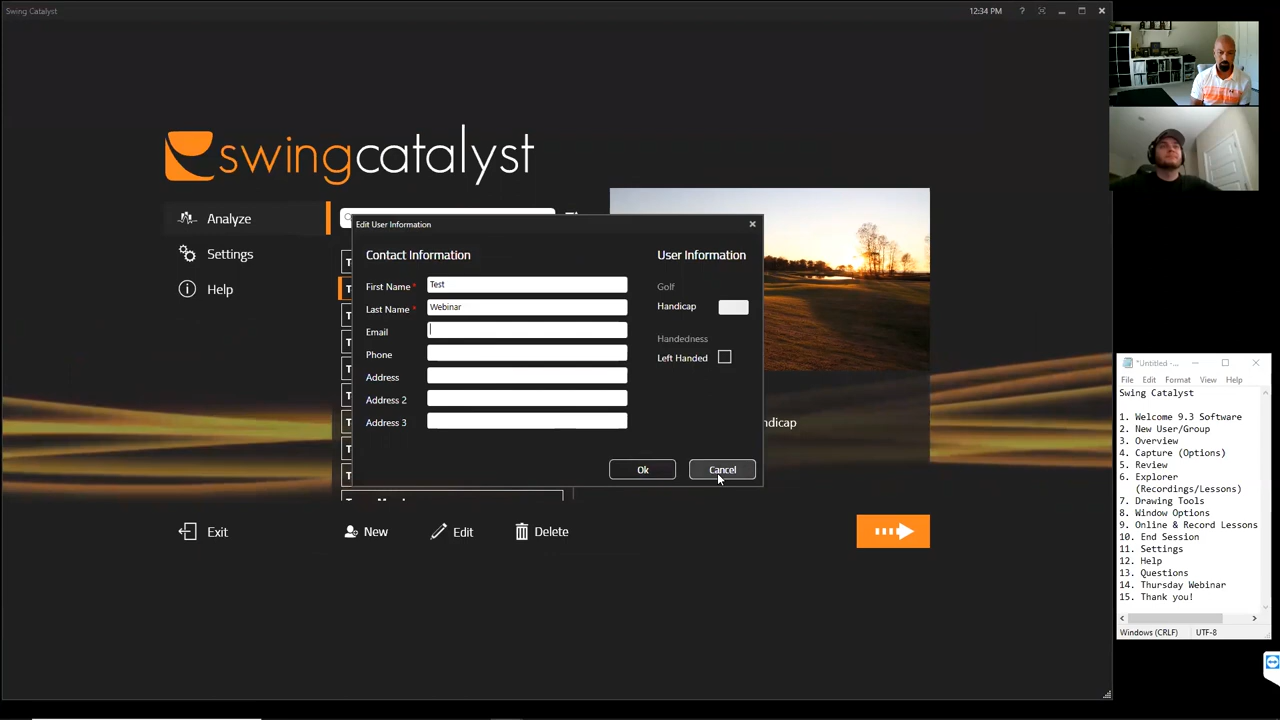 Swing Catalyst
12:34 PM
?
swingcatalyst
Analyze
Settings
Help
Exit
Edit User Information
Contact Information
First Name *
Test
Last Name *
Webinar
Email
Phone
Address
Address 2
Address 3
User Information
Golf
Handicap
Handedness
Left Handed
Ok
Cancel
New
Edit
Delete
*Untitled -...
File Edit Format View Help
Swing Catalyst
1. Welcome 9.3 Software
2. New User/Group
3. Overview
4. Capture (Options)
5. Review
6. Explorer
(Recordings/Lessons)
7. Drawing Tools
8. Window Options
9. Online & Record Lessons
10. End Session
11. Settings
12. Help
13. Questions
14. Thursday Webinar
15. Thank you!
Windows (CRLF) UTF-8